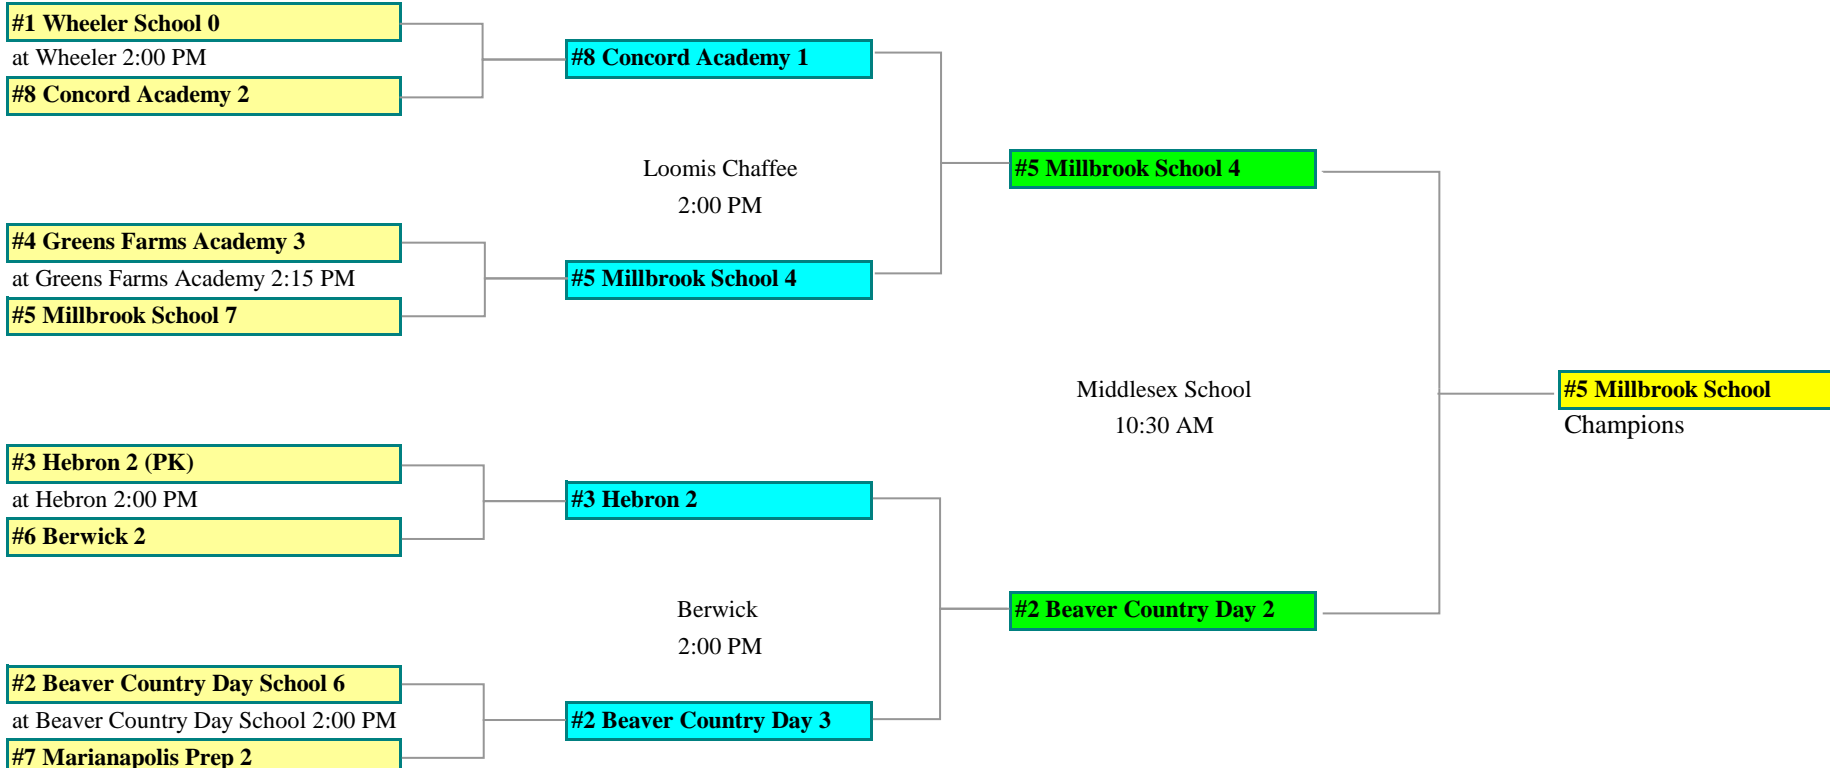 #1 Wheeler School 0
at Wheeler 2:00 PM
#8 Concord Academy 2
#8 Concord Academy 1
Loomis Chaffee
2:00 PM
#5 Millbrook School 4
#4 Greens Farms Academy 3
at Greens Farms Academy 2:15 PM
#5 Millbrook School 7
#5 Millbrook School 4
Middlesex School
10:30 AM
#5 Millbrook School
Champions
#3 Hebron 2 (PK)
at Hebron 2:00 PM
#6 Berwick 2
#3 Hebron 2
Berwick
2:00 PM
#2 Beaver Country Day 2
#2 Beaver Country Day School 6
at Beaver Country Day School 2:00 PM
#7 Marianapolis Prep 2
#2 Beaver Country Day 3